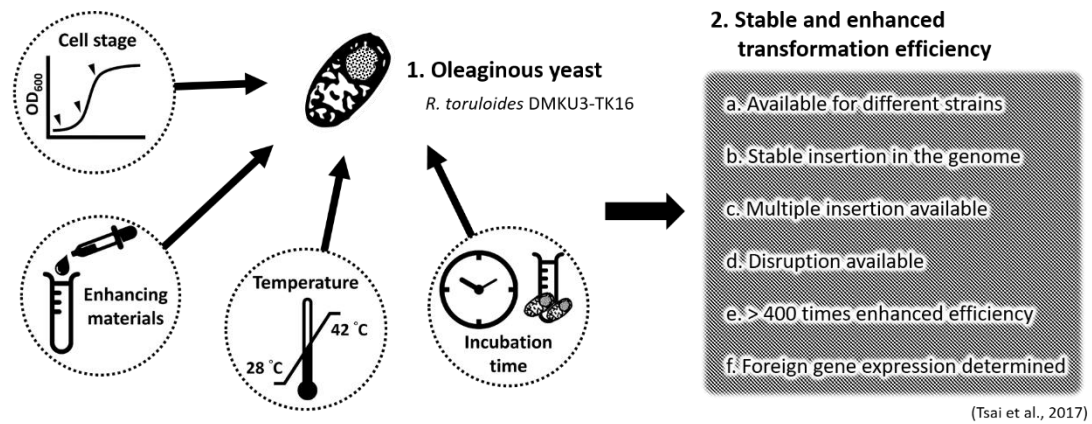 Cell stage
OD600
Enhancing
materials
Temperature
42 °C
28 °C
Incubation
time
1. Oleaginous yeast
R. toruloides DMKU3-TK16
2. Stable and enhanced
transformation efficiency
a. Available for different strains
b. Stable insertion in the genome
c. Multiple insertion available
d. Disruption available
e. > 400 times enhanced efficiency
f. Foreign gene expression determined
(Tsai et al., 2017)